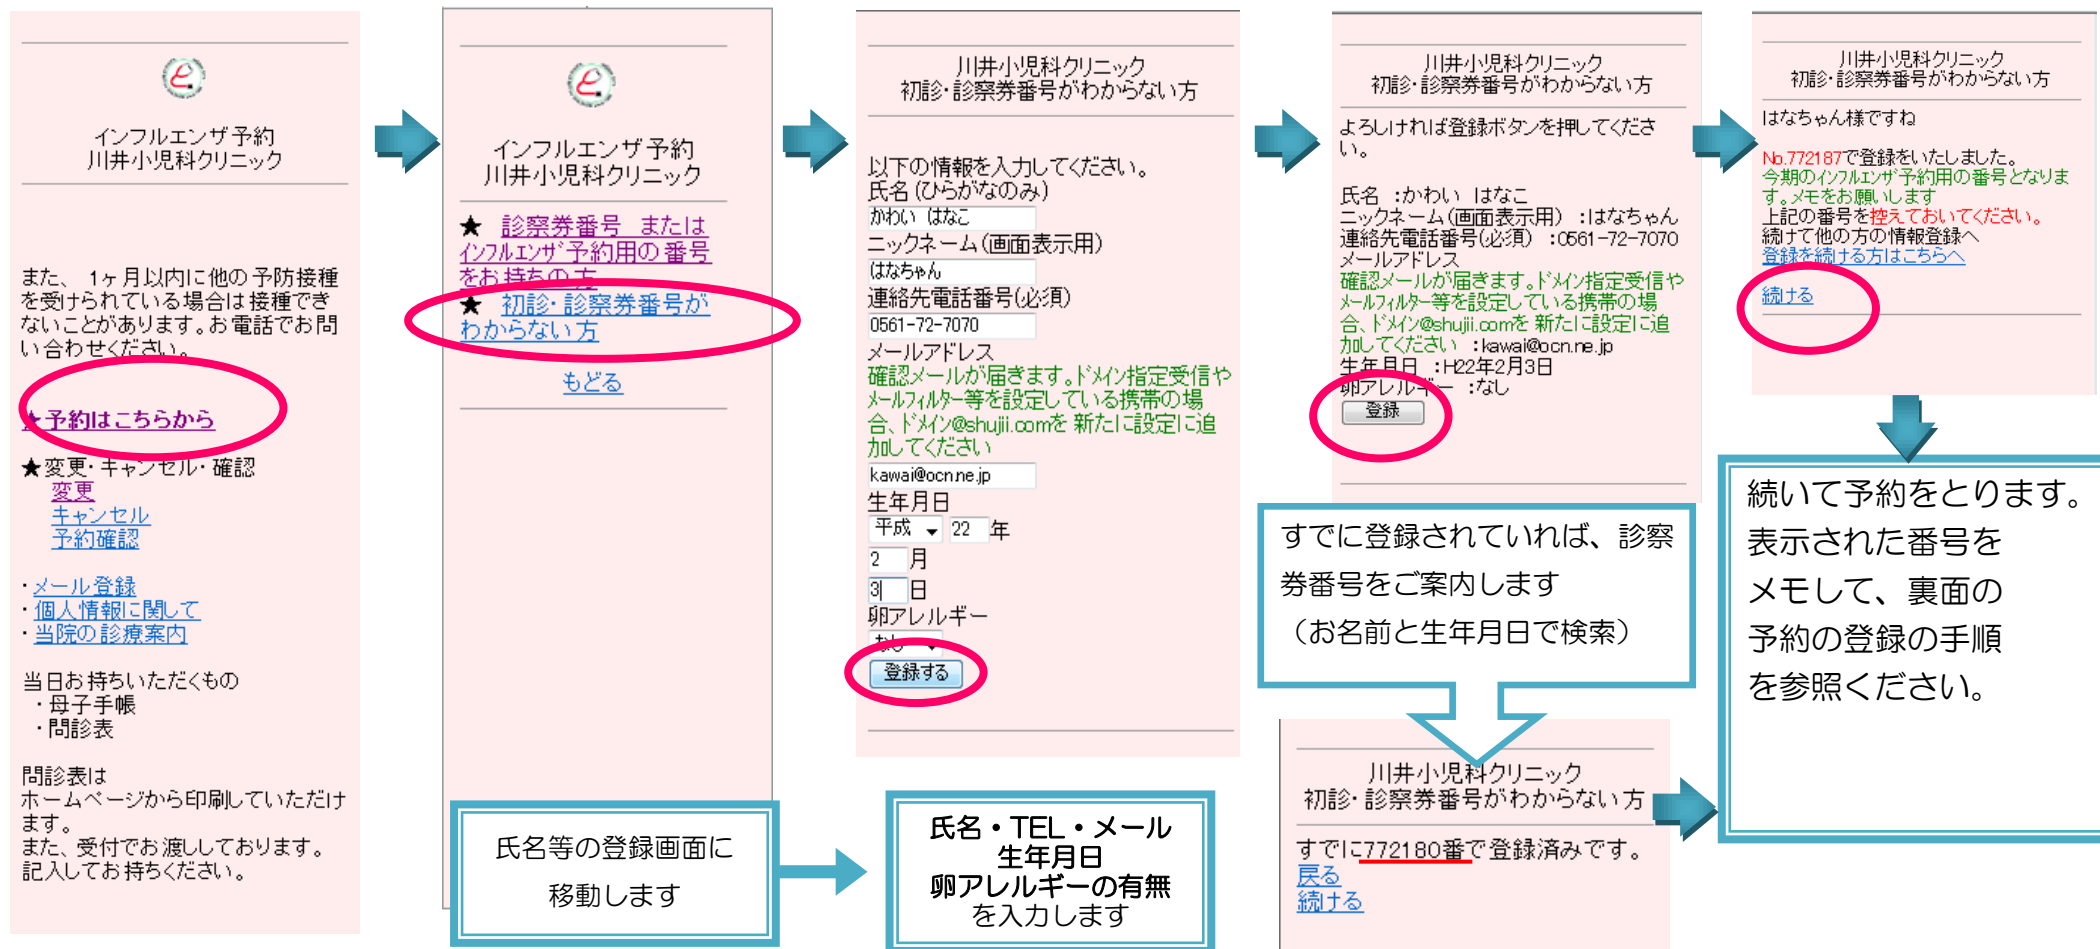 インフルエンザ予約
川井小児科クリニック
また、 1ヶ月以内に他の予防接種
を受けられている場合は接種でき
ないことがあります。お電話でお問
い合わせください。
★予約はこちらから
★変更・キャンセル・確認
変更
キャンセル
予約確認
・メール登録
・個人情報に関して
・当院の診療案内
当日お持ちいただくもの
・母子手帳
・問診表
問診表は
ホームページから印刷していただけ
ます。
また、受付でお渡ししております。
記入してお持ちください。
インフルエンザ予約
川井小児科クリニック
★ 診察券番号 または
インフルエンザ予約用の番号
をお持ちの方
★ 初診・診察券番号が
わからない方
もどる
氏名等の登録画面に
移動します
川井小児科クリニック
初診・診察券番号がわからない方
以下の情報を入力してください。
氏名(ひらがなのみ)
かわい はなこ
ニックネーム(画面表示用)
はなちゃん
連絡先電話番号(必須)
0561-72-7070
メールアドレス
確認メールが届きます。ドメイン指定受信や
メールフィルター等を設定している携帯の場
合、ドメイン@shujii.comを 新たに設定に追
加してください
kawai@ocn.ne.jp
生年月日
平成 22 年
2 月
3 日
卵アレルギー
なし
登録する
氏名・TEL・メール
生年月日
卵アレルギーの有無
を入力します
川井小児科クリニック
初診・診察券番号がわからない方
よろしければ登録ボタンを押してくださ
い。
氏名 :かわい はなこ
ニックネーム(画面表示用) :はなちゃん
連絡先電話番号(必須) :0561-72-7070
メールアドレス
確認メールが届きます。ドメイン指定受信や
メールフィルター等を設定している携帯の場
合、ドメイン@shujii.comを 新たに設定に追
加してください :kawai@ocn.ne.jp
生年月日 :H22年2月3日
卵アレルギー :なし
登録
すでに登録されていれば、診察
券番号をご案内します
(お名前と生年月日で検索)
川井小児科クリニック
初診・診察券番号がわからない方
すでに772180番で登録済みです。
戻る
続ける
川井小児科クリニック
初診・診察券番号がわからない方
はなちゃん様ですね
No.772187で登録をいたしました。
今期のインフルエンザ予約用の番号となりま
す。メモをお願いします
上記の番号を控えておいてください。
続けて他の方の情報登録へ
登録を続ける方はこちらへ
続ける
続いて予約をとります。
表示された番号を
メモして、裏面の
予約の登録の手順
を参照ください。